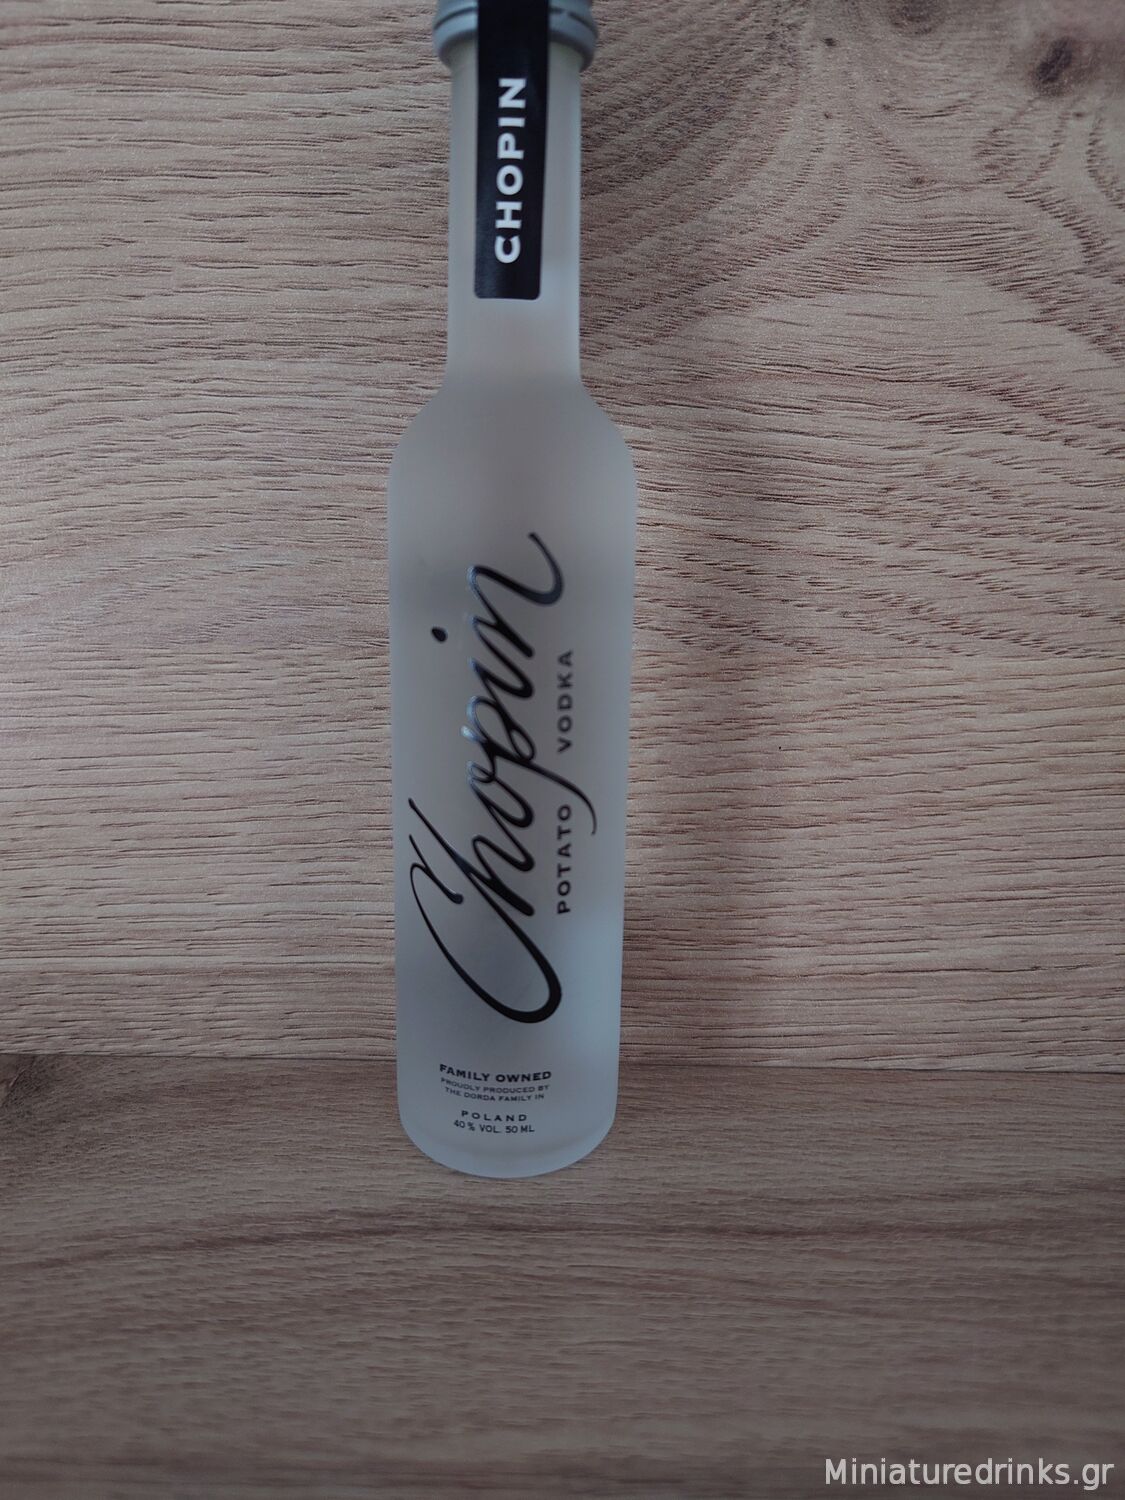 CHOPIN
Chopin
POTATO VODKA
FAMILY OWNED
PROUDLY PRODUCED BY
THE DORDA FAMILY IN
POLAND
40% VOL. 50 ML
Miniaturedrinks.gr